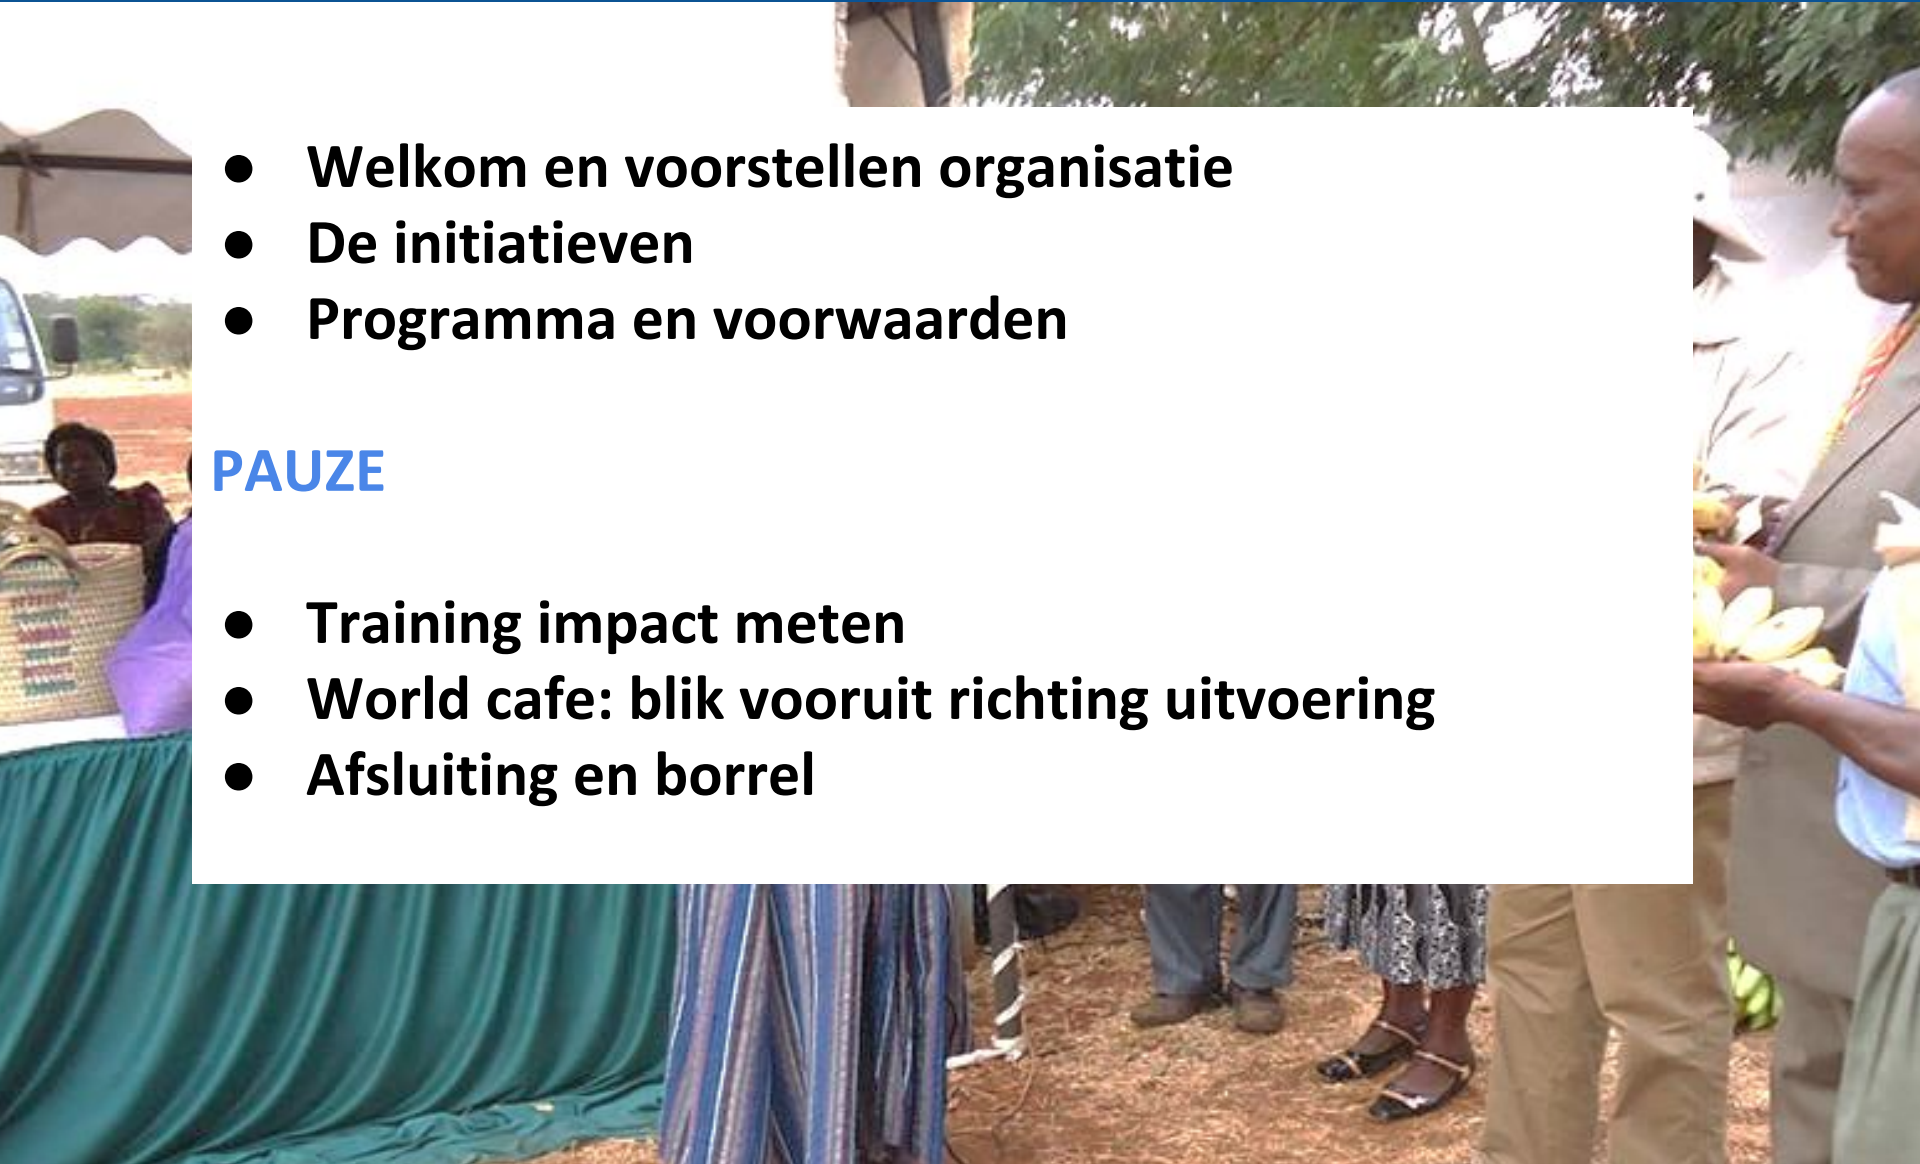 ● Welkom en voorstellen organisatie
● De initiatieven
● Programma en voorwaarden
PAUZE
● Training impact meten
● World cafe: blik vooruit richting uitvoering
● Afsluiting en borrel